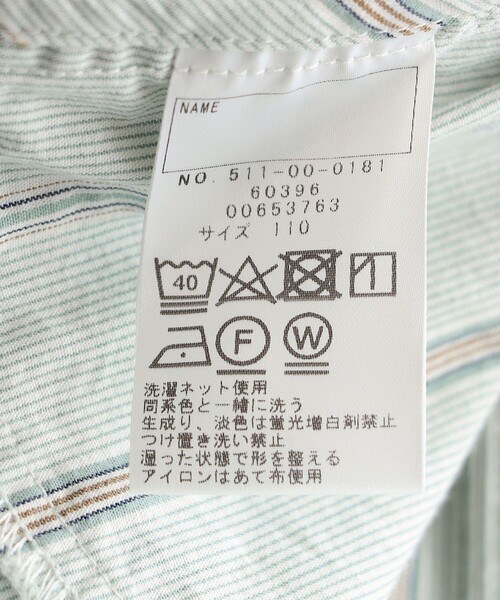 NAME
NO. 511-00-0181
60396
00653763
サイズ 110
40
F W
洗濯ネット使用
同系色と一緒に洗う
生成り、淡色は蛍光増白剤禁止
つけ置き洗い禁止
湿った状態で形を整える
アイロンはあて布使用